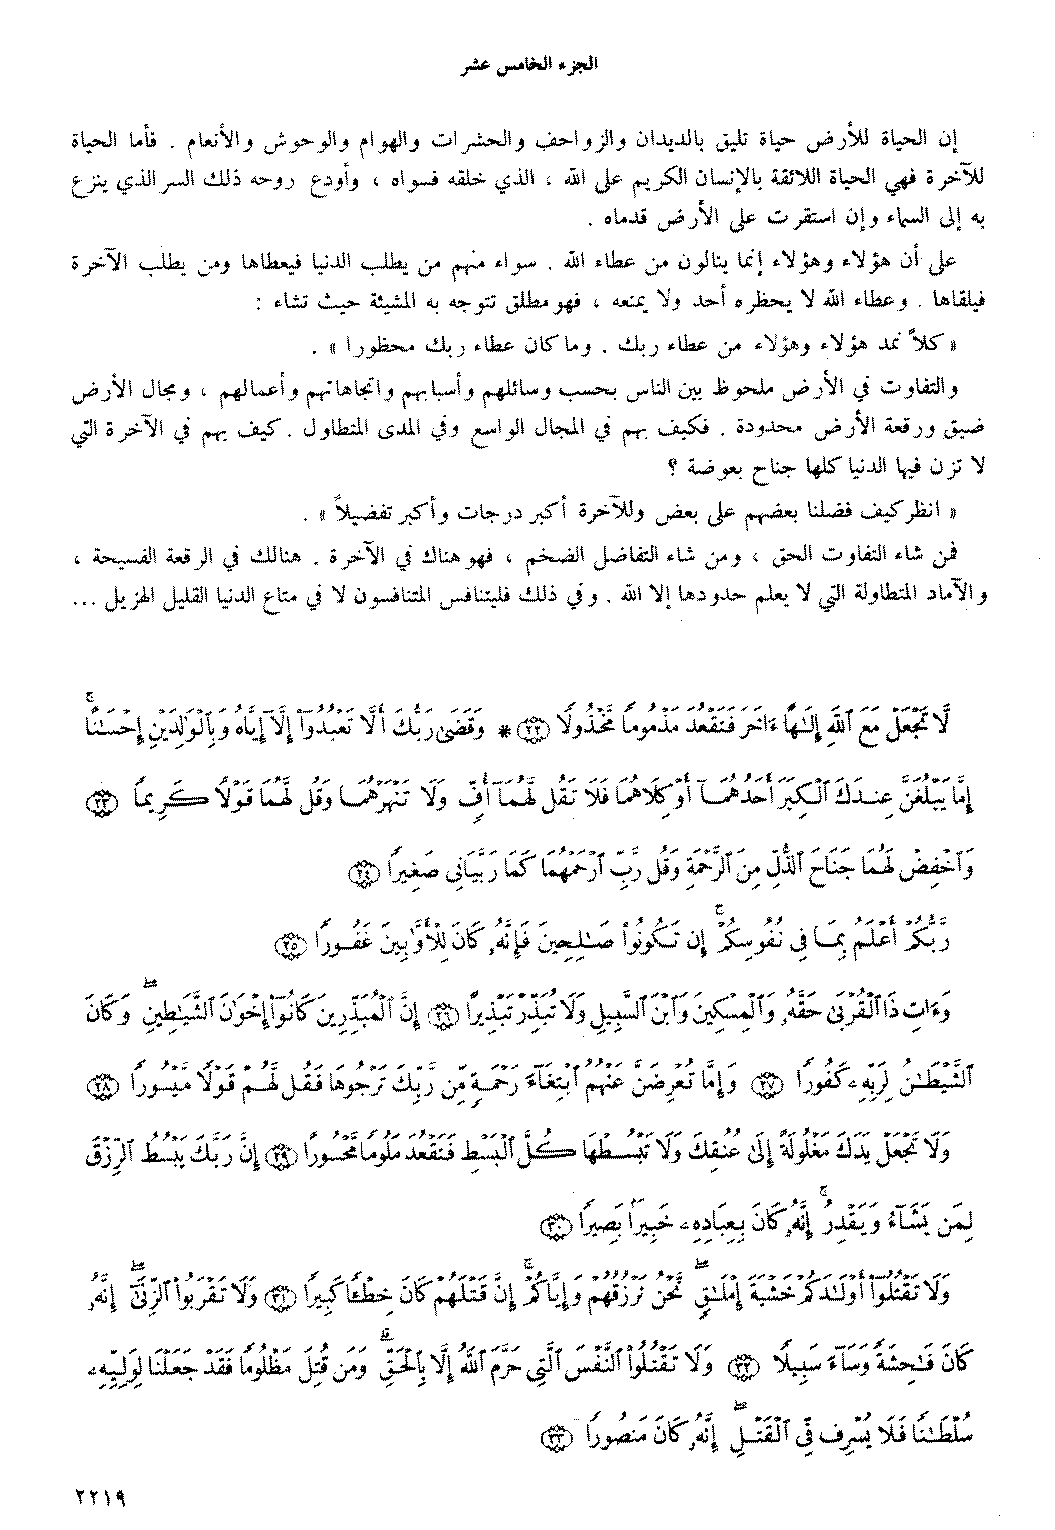 الجزء الخامس عشر
إن الحياة للأرض حياة تليق بالديدان والزواحف والحشرات والهوام والوحوش والأنعام . فأما الحياة
للآخرة فهي الحياة اللائقة بالإنسان الكريم على الله ، الذي خلقه فسواه ، وأودع روحه ذلك السر الذي ينزع
به إلى السماء وإن استقرت على الأرض قدماه .
على أن هؤلاء وهؤلاء إنما ينالون من عطاء الله . سواء منهم من يطلب الدنيا فيعطاها ومن يطلب الآخرة
فيلقاها . وعطاء الله لا يحظره أحد ولا يمنعه ، فهو مطلق تتوجه به المشيئة حيث تشاء :
« كلاً نمد هؤلاء وهؤلاء من عطاء ربك . وما كان عطاء ربك محظورا » .
والتفاوت في الأرض ملحوظ بين الناس بحسب وسائلهم وأسبابهم واتجاهاتهم وأعمالهم ، ومجال الأرض
ضيق ورقعة الأرض محدودة . فكيف بهم في المجال الواسع وفي المدى المتطاول . كيف بهم في الآخرة التي
لا تزن فيها الدنيا كلها جناح بعوضة ؟
« انظر كيف فضلنا بعضهم على بعض وللآخرة أكبر درجات وأكبر تفضيلاً » .
فمن شاء التفاوت الحق ، ومن شاء التفاضل الضخم ، فهو هناك في الآخرة . هنالك في الرقعة الفسيحة ،
والآماد المتطاولة التي لا يعلم حدودها إلا الله . وفي ذلك فليتنافس المتنافسون لا في متاع الدنيا القليل الهزيل ...
لَّا تَجْعَلْ مَعَ ٱللَّهِ إِلَـٰهًا ءَاخَرَ فَتَقْعُدَ مَذْمُومًا مَّخْذُولًا ﴿٢٢﴾ * وَقَضَىٰ رَبُّكَ أَلَّا تَعْبُدُوٓا۟ إِلَّآ إِيَّاهُ وَبِٱلْوَٰلِدَيْنِ إِحْسَـٰنًا ۚ
إِمَّا يَبْلُغَنَّ عِندَكَ ٱلْكِبَرَ أَحَدُهُمَآ أَوْ كِلَاهُمَا فَلَا تَقُل لَّهُمَآ أُفٍّ وَلَا تَنْهَرْهُمَا وَقُل لَّهُمَا قَوْلًا كَرِيمًا ﴿٢٣﴾
وَٱخْفِضْ لَهُمَا جَنَاحَ ٱلذُّلِّ مِنَ ٱلرَّحْمَةِ وَقُل رَّبِّ ٱرْحَمْهُمَا كَمَا رَبَّيَانِى صَغِيرًا ﴿٢٤﴾
رَّبُّكُمْ أَعْلَمُ بِمَا فِى نُفُوسِكُمْ ۚ إِن تَكُونُوا۟ صَـٰلِحِينَ فَإِنَّهُۥ كَانَ لِلْأَوَّٰبِينَ غَفُورًا ﴿٢٥﴾
وَءَاتِ ذَا ٱلْقُرْبَىٰ حَقَّهُۥ وَٱلْمِسْكِينَ وَٱبْنَ ٱلسَّبِيلِ وَلَا تُبَذِّرْ تَبْذِيرًا ﴿٢٦﴾ إِنَّ ٱلْمُبَذِّرِينَ كَانُوٓا۟ إِخْوَٰنَ ٱلشَّيَـٰطِينِ ۖ وَكَانَ
ٱلشَّيْطَـٰنُ لِرَبِّهِۦ كَفُورًا ﴿٢٧﴾ وَإِمَّا تُعْرِضَنَّ عَنْهُمُ ٱبْتِغَآءَ رَحْمَةٍ مِّن رَّبِّكَ تَرْجُوهَا فَقُل لَّهُمْ قَوْلًا مَّيْسُورًا ﴿٢٨﴾
وَلَا تَجْعَلْ يَدَكَ مَغْلُولَةً إِلَىٰ عُنُقِكَ وَلَا تَبْسُطْهَا كُلَّ ٱلْبَسْطِ فَتَقْعُدَ مَلُومًا مَّحْسُورًا ﴿٢٩﴾ إِنَّ رَبَّكَ يَبْسُطُ ٱلرِّزْقَ
لِمَن يَشَآءُ وَيَقْدِرُ ۚ إِنَّهُۥ كَانَ بِعِبَادِهِۦ خَبِيرًۢا بَصِيرًا ﴿٣٠﴾
وَلَا تَقْتُلُوٓا۟ أَوْلَـٰدَكُمْ خَشْيَةَ إِمْلَـٰقٍ ۖ نَّحْنُ نَرْزُقُهُمْ وَإِيَّاكُمْ ۚ إِنَّ قَتْلَهُمْ كَانَ خِطْـًٔا كَبِيرًا ﴿٣١﴾ وَلَا تَقْرَبُوا۟ ٱلزِّنَىٰٓ ۖ إِنَّهُۥ
كَانَ فَـٰحِشَةً وَسَآءَ سَبِيلًا ﴿٣٢﴾ وَلَا تَقْتُلُوا۟ ٱلنَّفْسَ ٱلَّتِى حَرَّمَ ٱللَّهُ إِلَّا بِٱلْحَقِّ ۗ وَمَن قُتِلَ مَظْلُومًا فَقَدْ جَعَلْنَا لِوَلِيِّهِۦ
سُلْطَـٰنًا فَلَا يُسْرِف فِّى ٱلْقَتْلِ ۖ إِنَّهُۥ كَانَ مَنصُورًا ﴿٣٣﴾
٢٢١٩